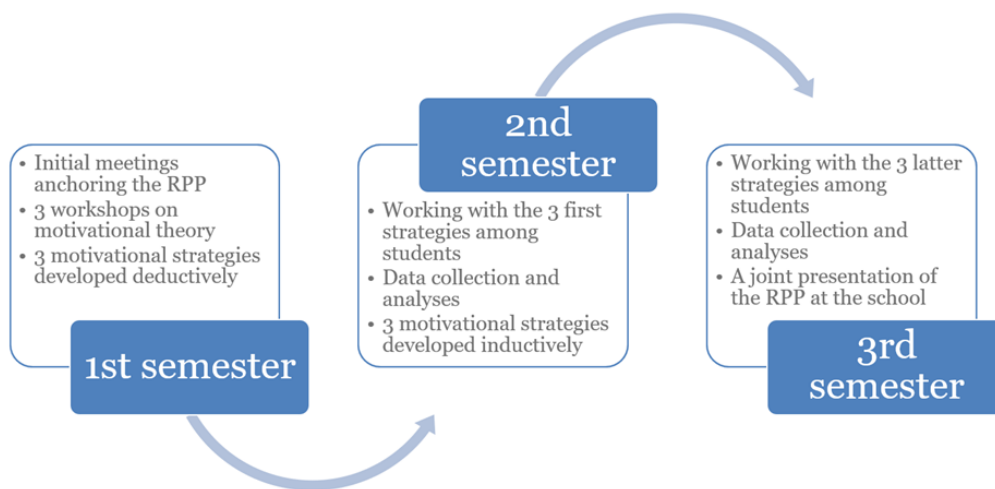 • Initial meetings
anchoring the RPP
• 3 workshops on
motivational theory
• 3 motivational strategies
developed deductively
1st semester
2nd
semester
• Working with the 3 first
strategies among
students
• Data collection and
analyses
• 3 motivational strategies
developed inductively
• Working with the 3 latter
strategies among
students
• Data collection and
analyses
• A joint presentation of
the RPP at the school
3rd
semester